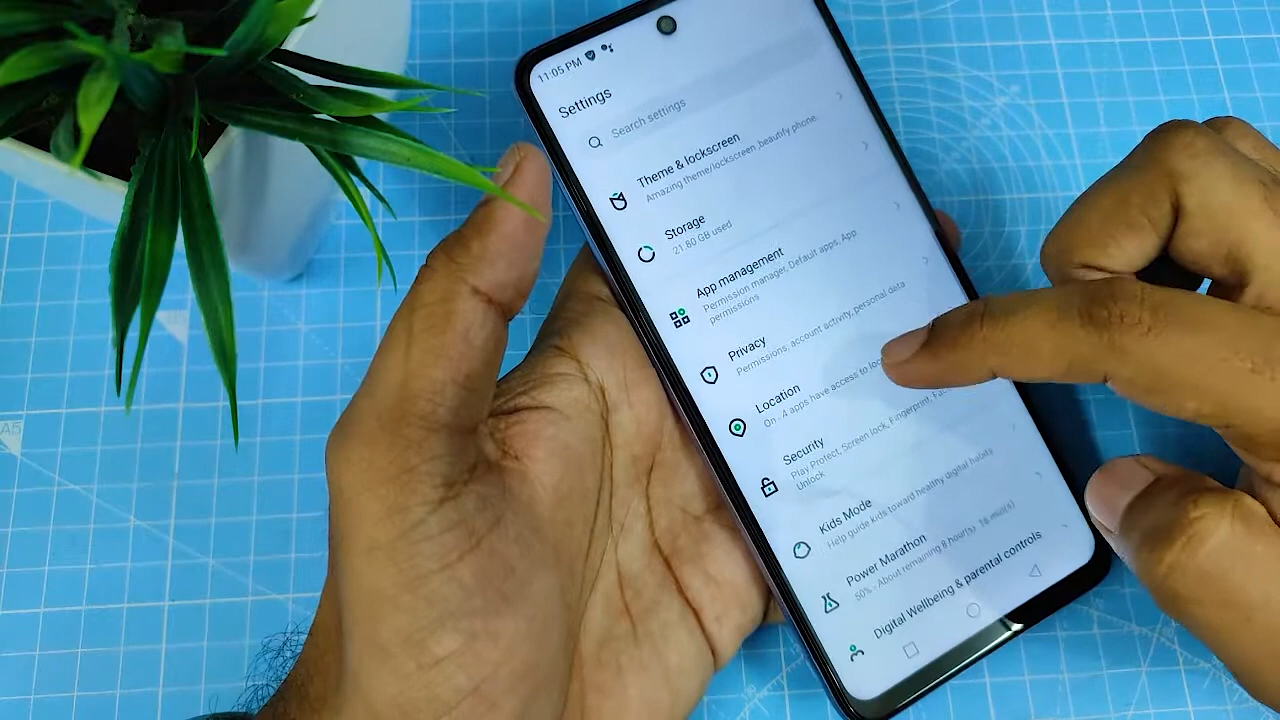 11:05 PM
Settings
Search settings
Theme & lockscreen
Amazing theme/lockscreen ,beautify phone.
Storage
21.80 GB used
App management
Permission manager, Default apps, App
permissions
Privacy
Permissions, account activity,personal data
Location
On - 4 apps have access to
Security
Play Protect, Screen lock, Fingerprint,
Unlock
Kids Mode
Help guide kids toward healthy digital habits
Power Marathon
50% - About remaining 8 hour(s) 16 min(s)
Digital Wellbeing & parental controls
A5